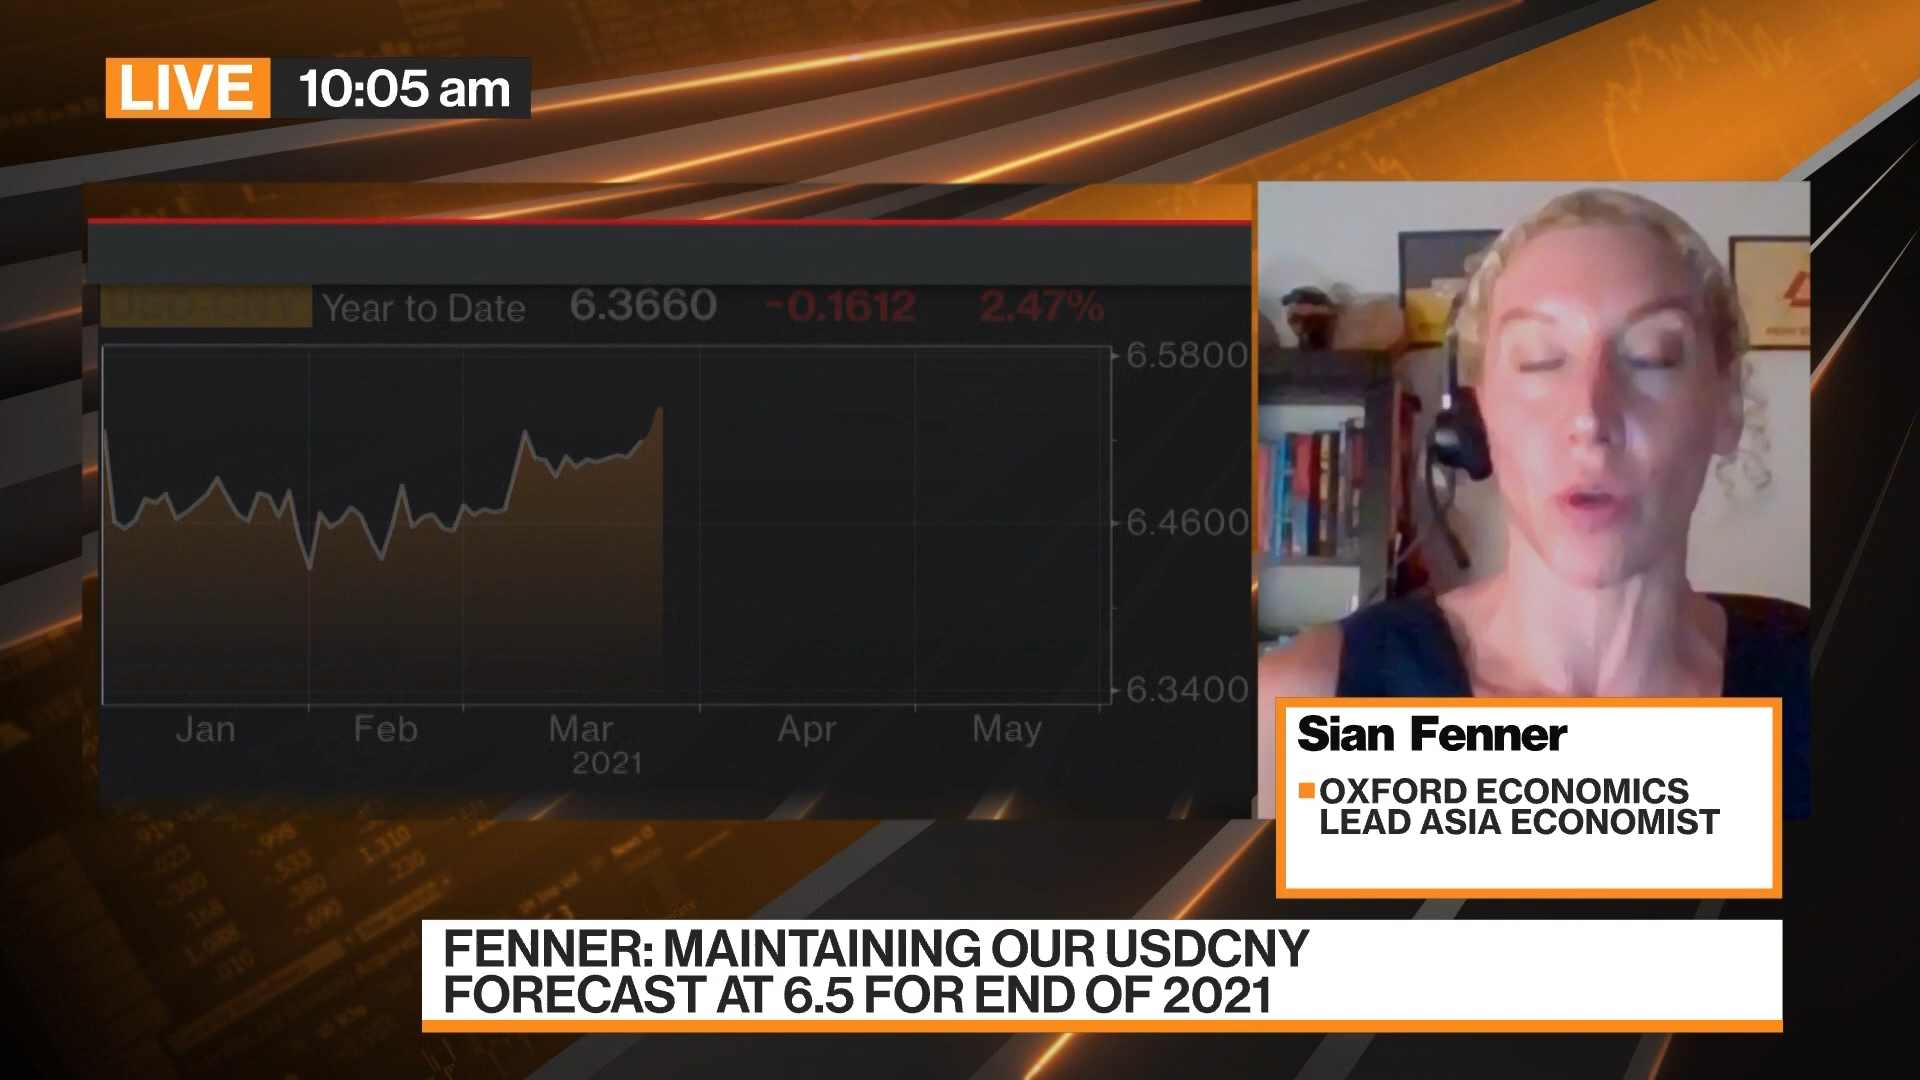 LIVE 10:05 am
USD-CNY Year to Date 6.3660 -0.1612 2.47%
6.5800
6.4600
6.3400
Jan Feb Mar Apr May
2021
Sian Fenner
OXFORD ECONOMICS
LEAD ASIA ECONOMIST
FENNER: MAINTAINING OUR USDCNY
FORECAST AT 6.5 FOR END OF 2021